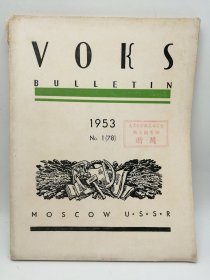 VOKS
BULLETIN
1953
No. 1 (78)
MOSCOW U·S·S·R